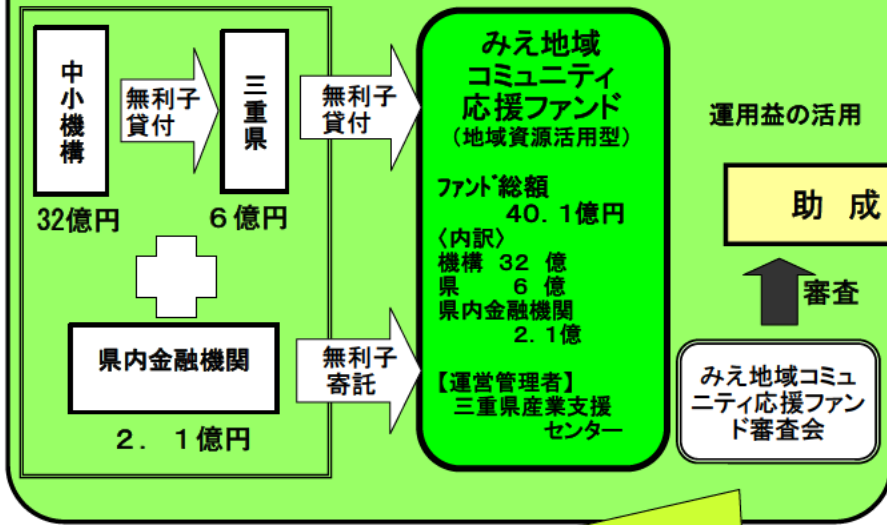 中小機構
無利子
貸付
三重県
無利子
貸付
32億円
６億円
県内金融機関
２．１億円
無利子
寄託
みえ地域
コミュニティ
応援ファンド
（地域資源活用型）
ファンド総額
40．1億円
〈内訳〉
機構 32 億
県 6 億
県内金融機関
2．1億
【運営管理者】
三重県産業支援
センター
運用益の活用
助 成
審査
みえ地域コミュ
ニティ応援ファン
ド審査会